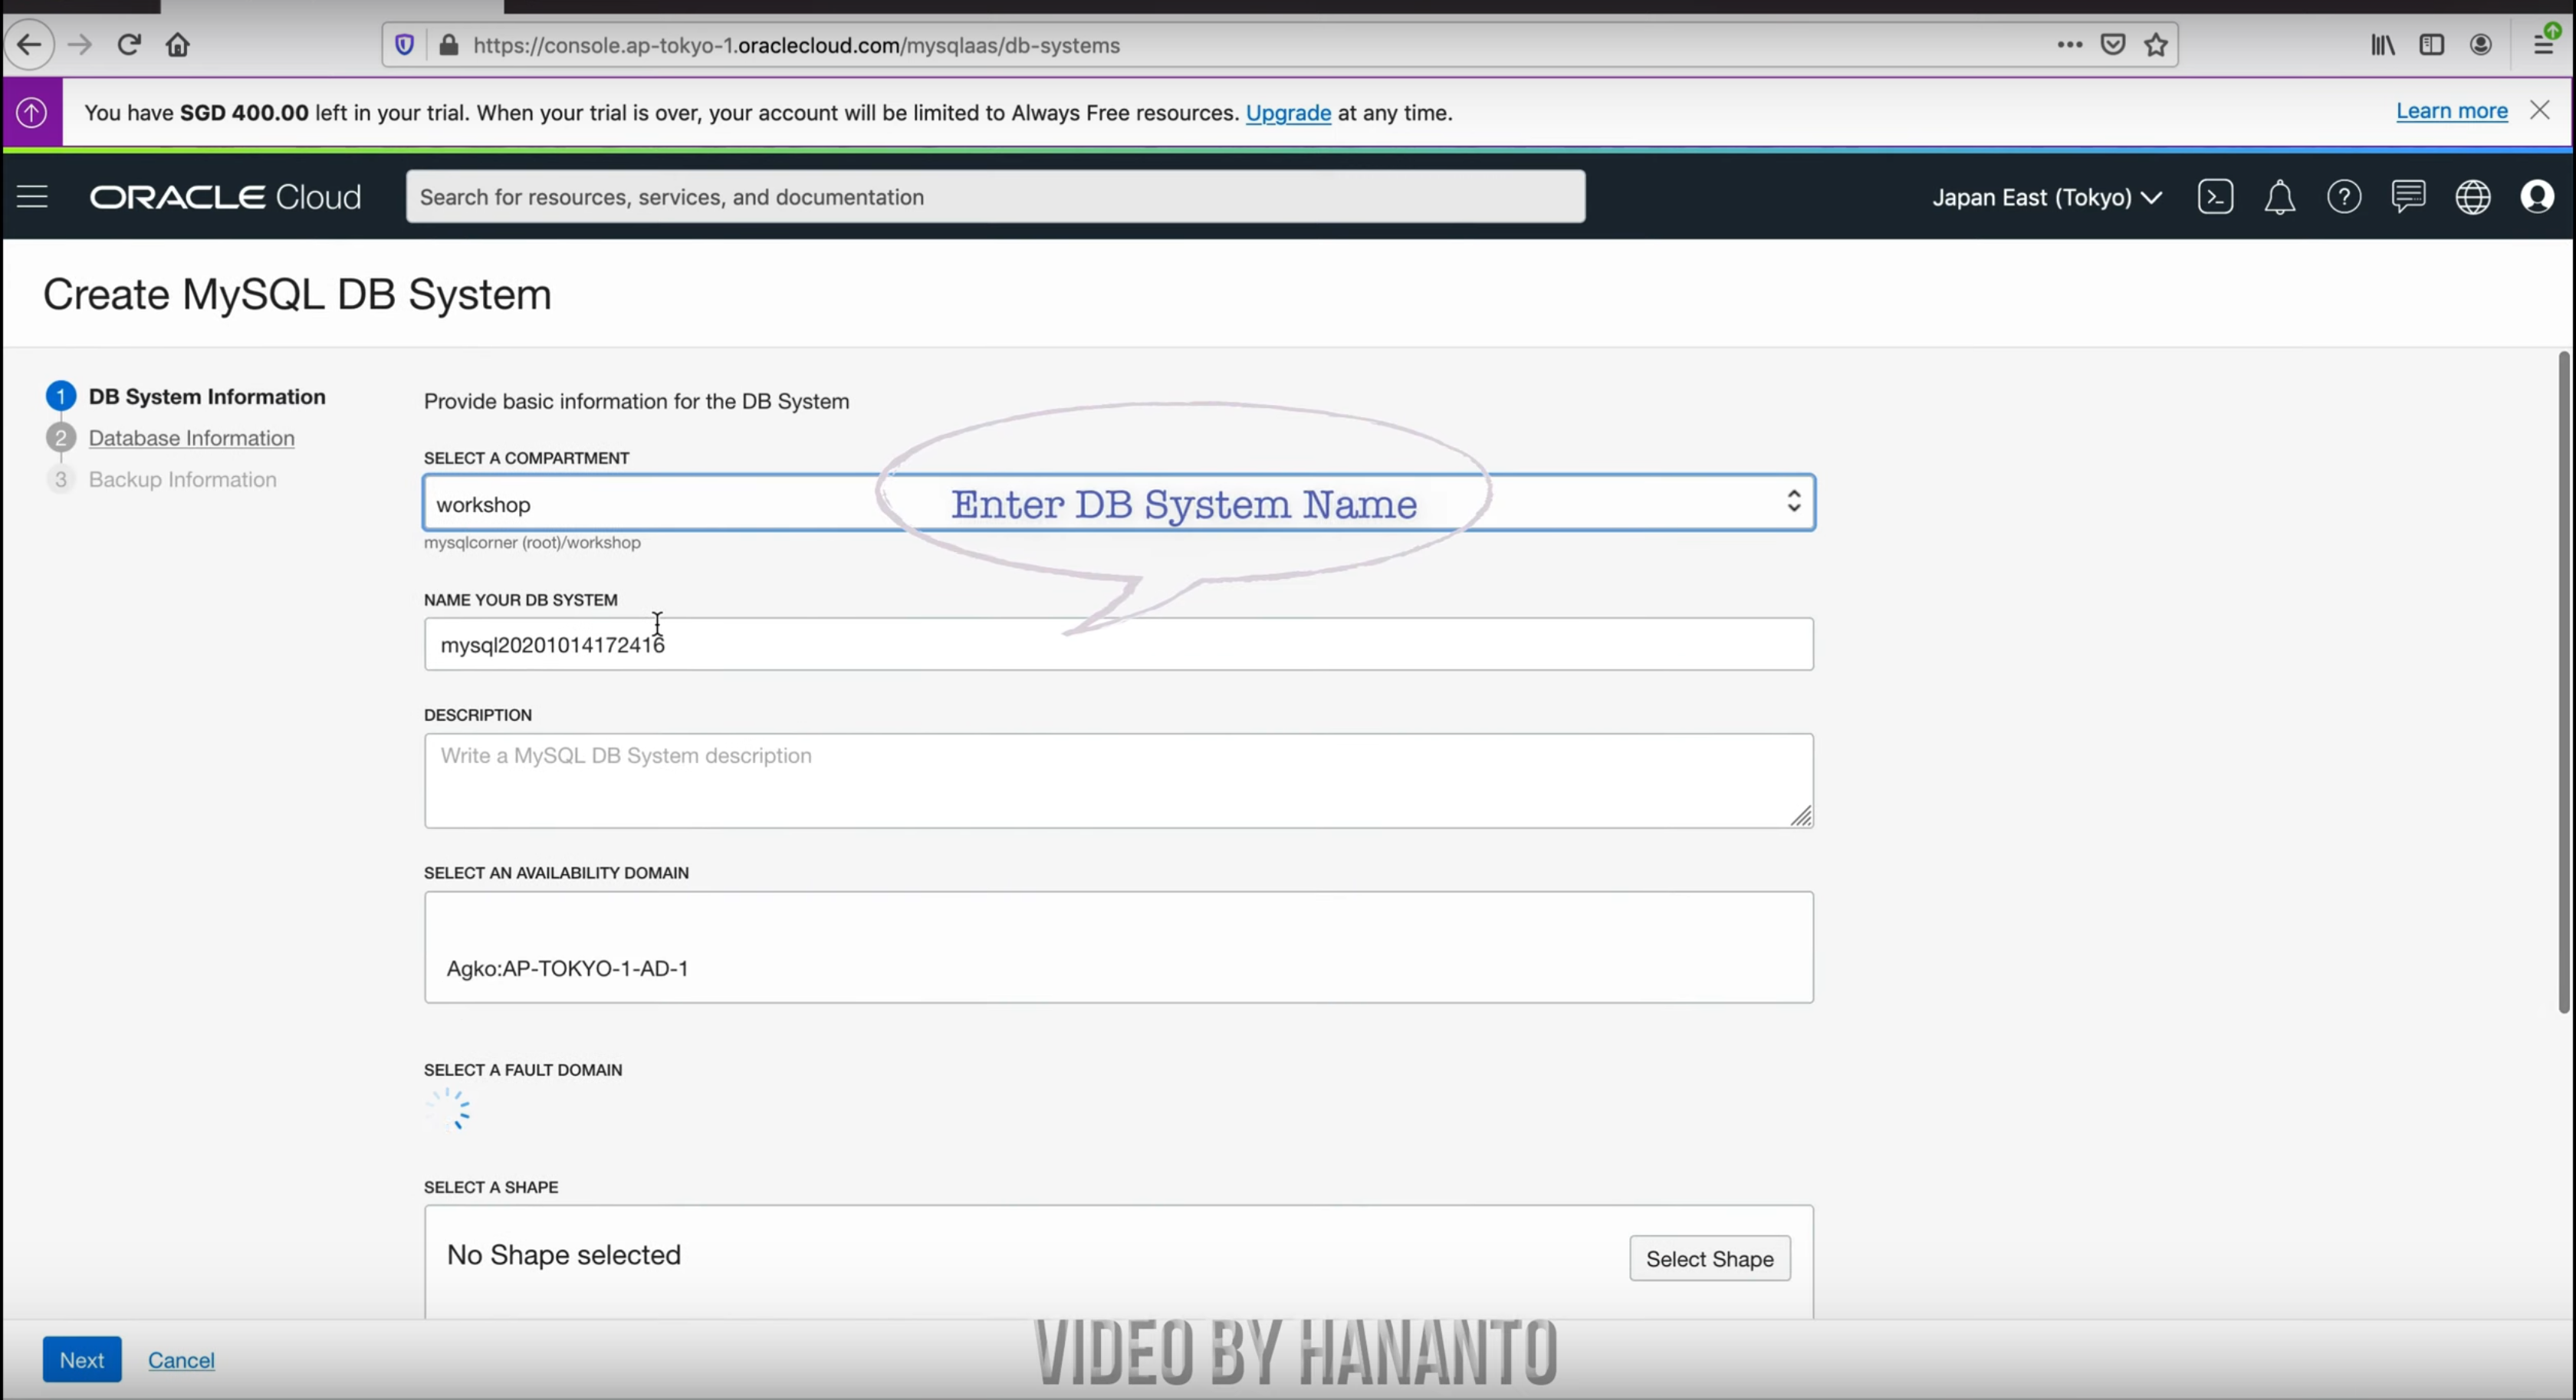 https://console.ap-tokyo-1.oraclecloud.com/mysqlaas/db-systems
You have SGD 400.00 left in your trial. When your trial is over, your account will be limited to Always Free resources. Upgrade at any time.
Learn more
ORACLE Cloud
Search for resources, services, and documentation
Japan East (Tokyo)
Create MySQL DB System
1 DB System Information
2 Database Information
3 Backup Information
Provide basic information for the DB System
SELECT A COMPARTMENT
workshop
Enter DB System Name
mysqlcorner (root)/workshop
NAME YOUR DB SYSTEM
mysql20201014172416
DESCRIPTION
Write a MySQL DB System description
SELECT AN AVAILABILITY DOMAIN
Agko:AP-TOKYO-1-AD-1
SELECT A FAULT DOMAIN
SELECT A SHAPE
No Shape selected
Select Shape
Next
Cancel
VIDEO BY HANANTO